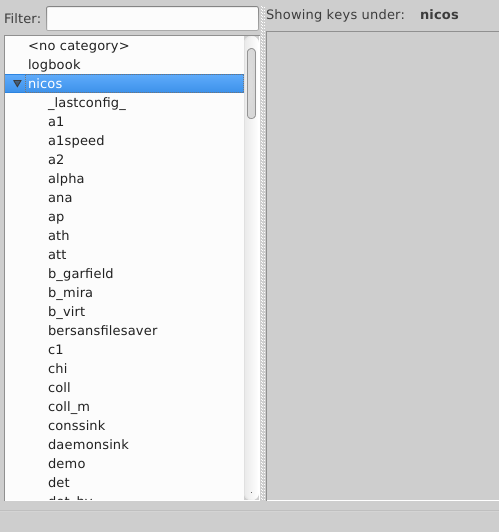 Filter:
Showing keys under: nicos
<no category>
logbook
nicos
_lastconfig_
a1
a1speed
a2
alpha
ana
ap
ath
att
b_garfield
b_mira
b_virt
bersansfilesaver
c1
chi
coll
coll_m
conssink
daemonsink
demo
det